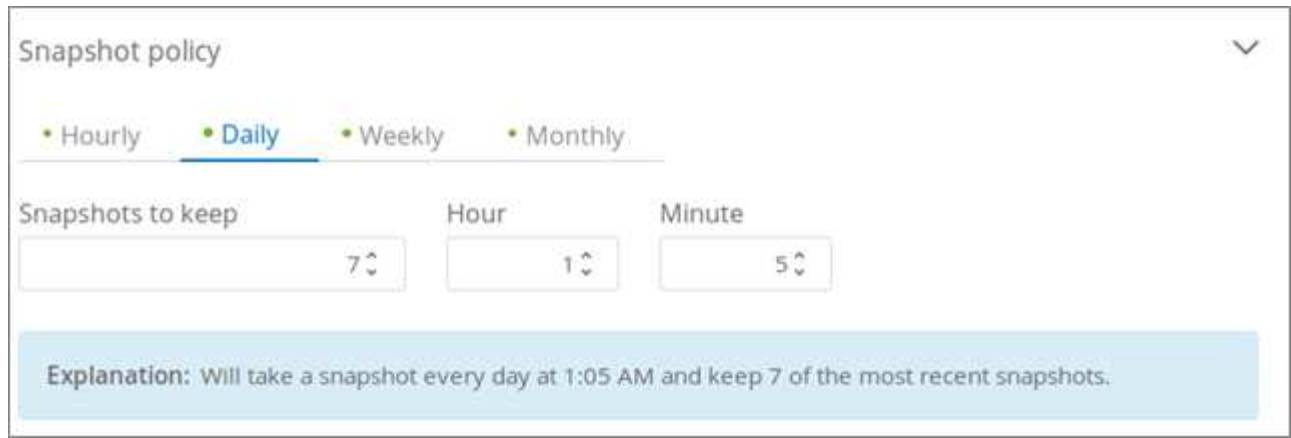 Snapshot policy
• Hourly • Daily • Weekly • Monthly
Snapshots to keep Hour Minute
7 1 5
Explanation: Will take a snapshot every day at 1:05 AM and keep 7 of the most recent snapshots.